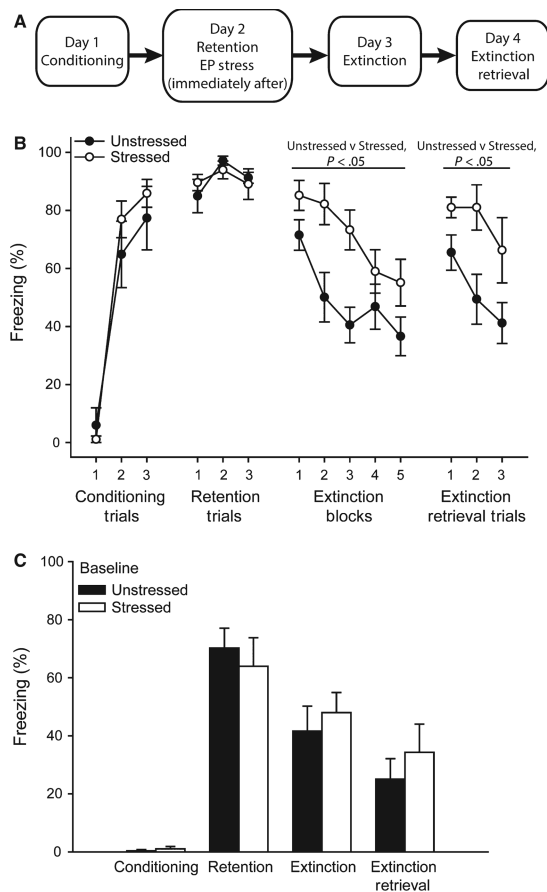 A
Day 1
Conditioning
Day 2
Retention
EP stress
(immediately after)
Day 3
Extinction
Day 4
Extinction
retrieval
B
Unstressed
Stressed
Unstressed v Stressed,
P < .05
Unstressed v Stressed,
P < .05
Freezing (%)
100
80
60
40
20
0
1 2 3
1 2 3
1 2 3 4 5
1 2 3
Conditioning
trials
Retention
trials
Extinction
blocks
Extinction
retrieval trials
C
Baseline
Unstressed
Stressed
Freezing (%)
100
80
60
40
20
0
Conditioning
Retention
Extinction
Extinction
retrieval